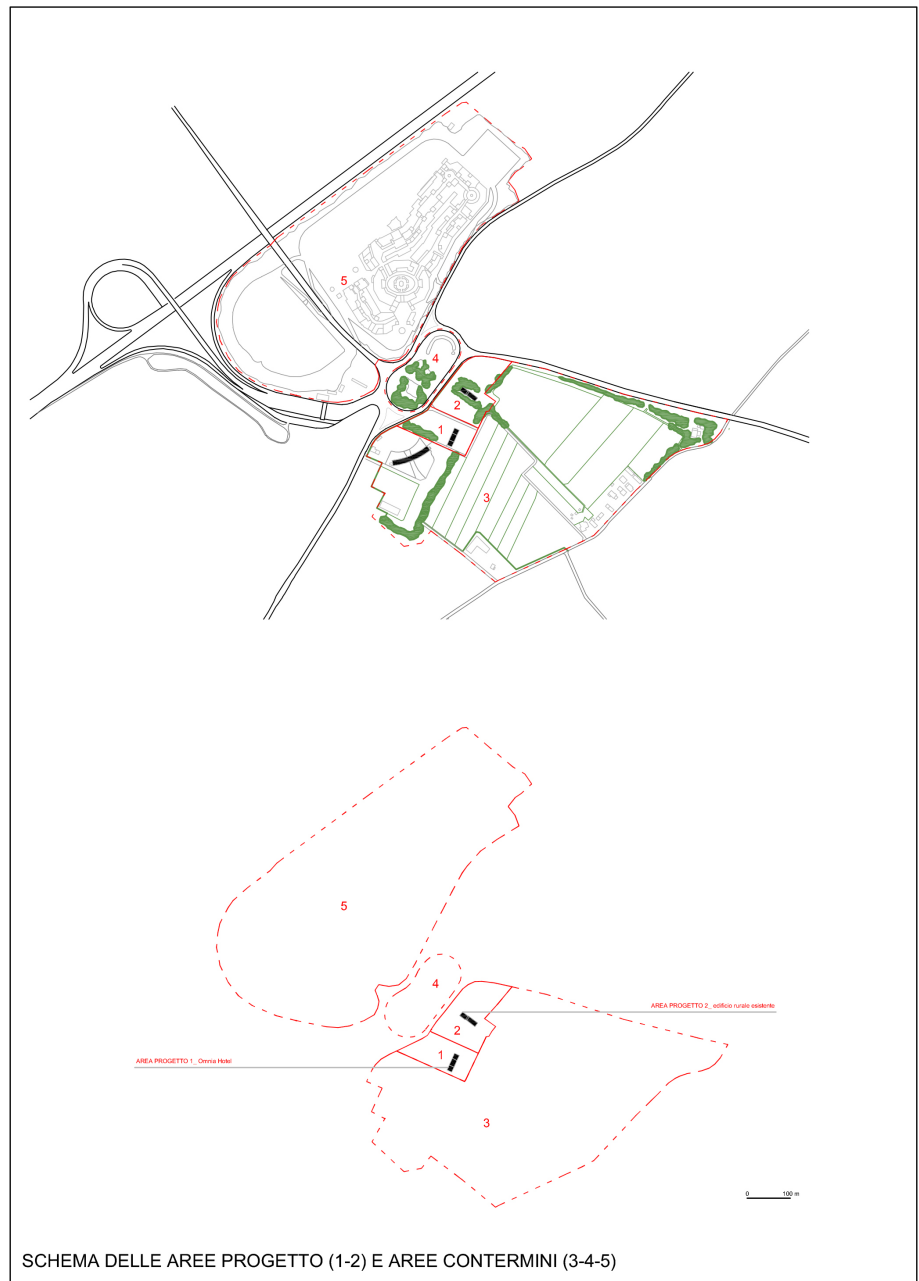 5
4
2
1
3
5
4
AREA PROGETTO 2_ edificio rurale esistente
2
1
AREA PROGETTO 1_ Omnia Hotel
3
0 100 m
SCHEMA DELLE AREE PROGETTO (1-2) E AREE CONTERMINI (3-4-5)